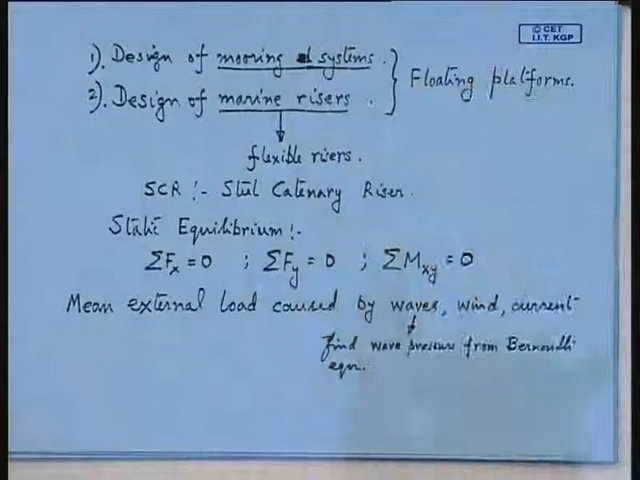 © CET
I.I.T. KGP
1). Design of mooring systems.
2). Design of marine risers.
Floating platforms.
flexible risers.
SCR :- Steel Catenary Riser.
Static Equilibrium :-
ΣFx = 0 ; ΣFy = 0 ; ΣMxy = 0
Mean external load caused by waves, wind, current
find wave pressure from Bernoulli
eqn.